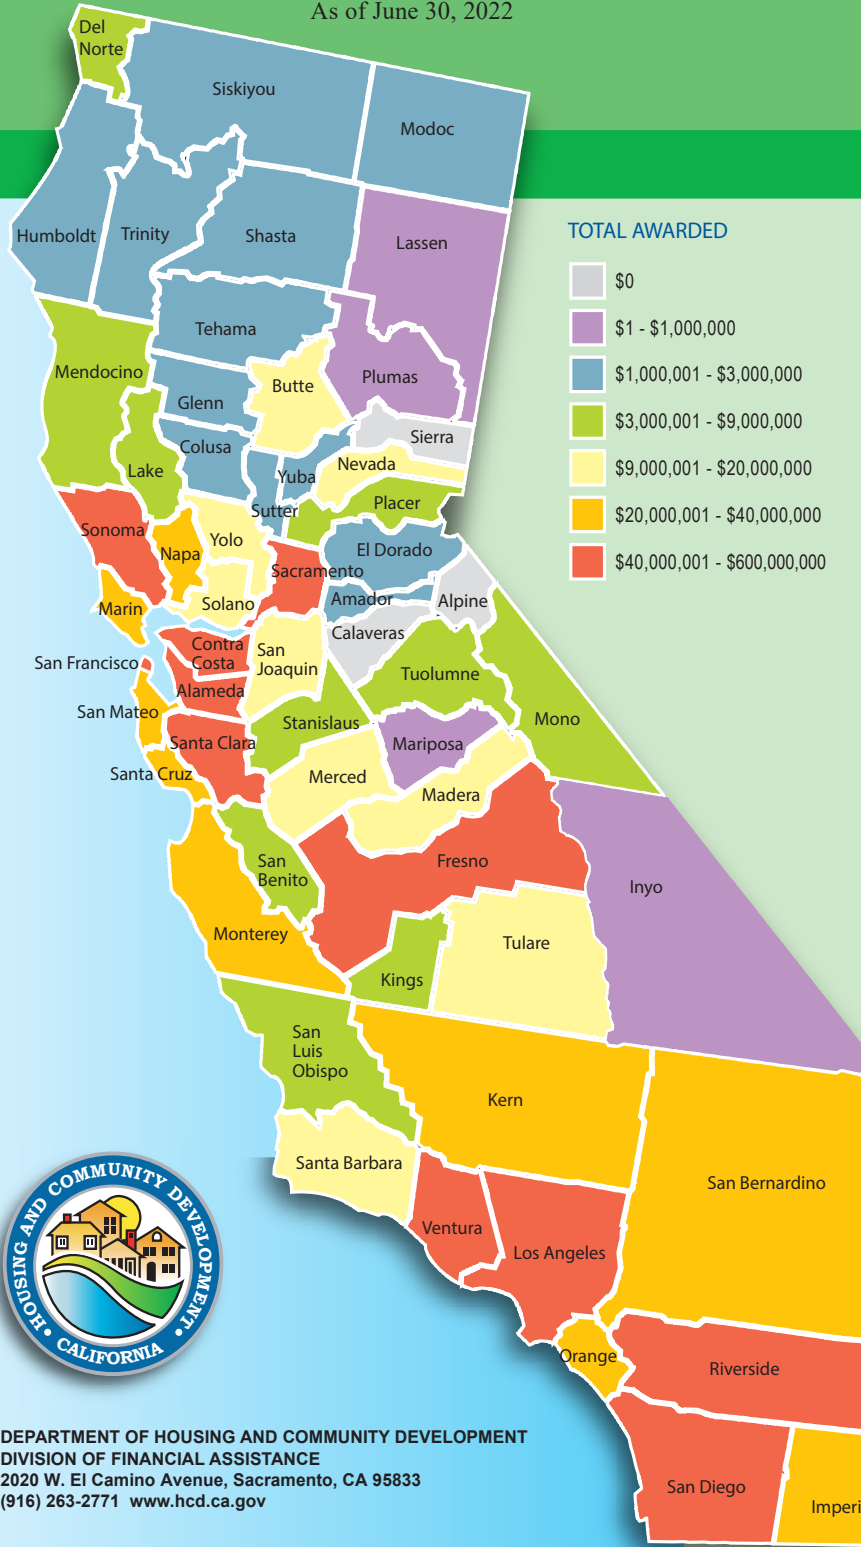 As of June 30, 2022
Del
Norte
Siskiyou
Modoc
Humboldt
Trinity
Shasta
Lassen
TOTAL AWARDED
$0
$1 - $1,000,000
$1,000,001 - $3,000,000
$3,000,001 - $9,000,000
$9,000,001 - $20,000,000
$20,000,001 - $40,000,000
$40,000,001 - $600,000,000
Tehama
Mendocino
Glenn
Butte
Plumas
Colusa
Sierra
Lake
Yuba
Nevada
Sutter
Placer
Sonoma
Napa
Yolo
El Dorado
Sacramento
Marin
Solano
Amador
Alpine
Calaveras
Contra
Costa
San
Joaquin
San Francisco
Alameda
Tuolumne
San Mateo
Santa Clara
Stanislaus
Mariposa
Mono
Santa Cruz
Merced
Madera
San
Benito
Fresno
Inyo
Monterey
Tulare
Kings
San
Luis
Obispo
Kern
Santa Barbara
San Bernardino
Ventura
Los Angeles
Orange
Riverside
San Diego
Imperi
HOUSING AND COMMUNITY DEVELOPMENT
• CALIFORNIA •
DEPARTMENT OF HOUSING AND COMMUNITY DEVELOPMENT
DIVISION OF FINANCIAL ASSISTANCE
2020 W. El Camino Avenue, Sacramento, CA 95833
(916) 263-2771 www.hcd.ca.gov